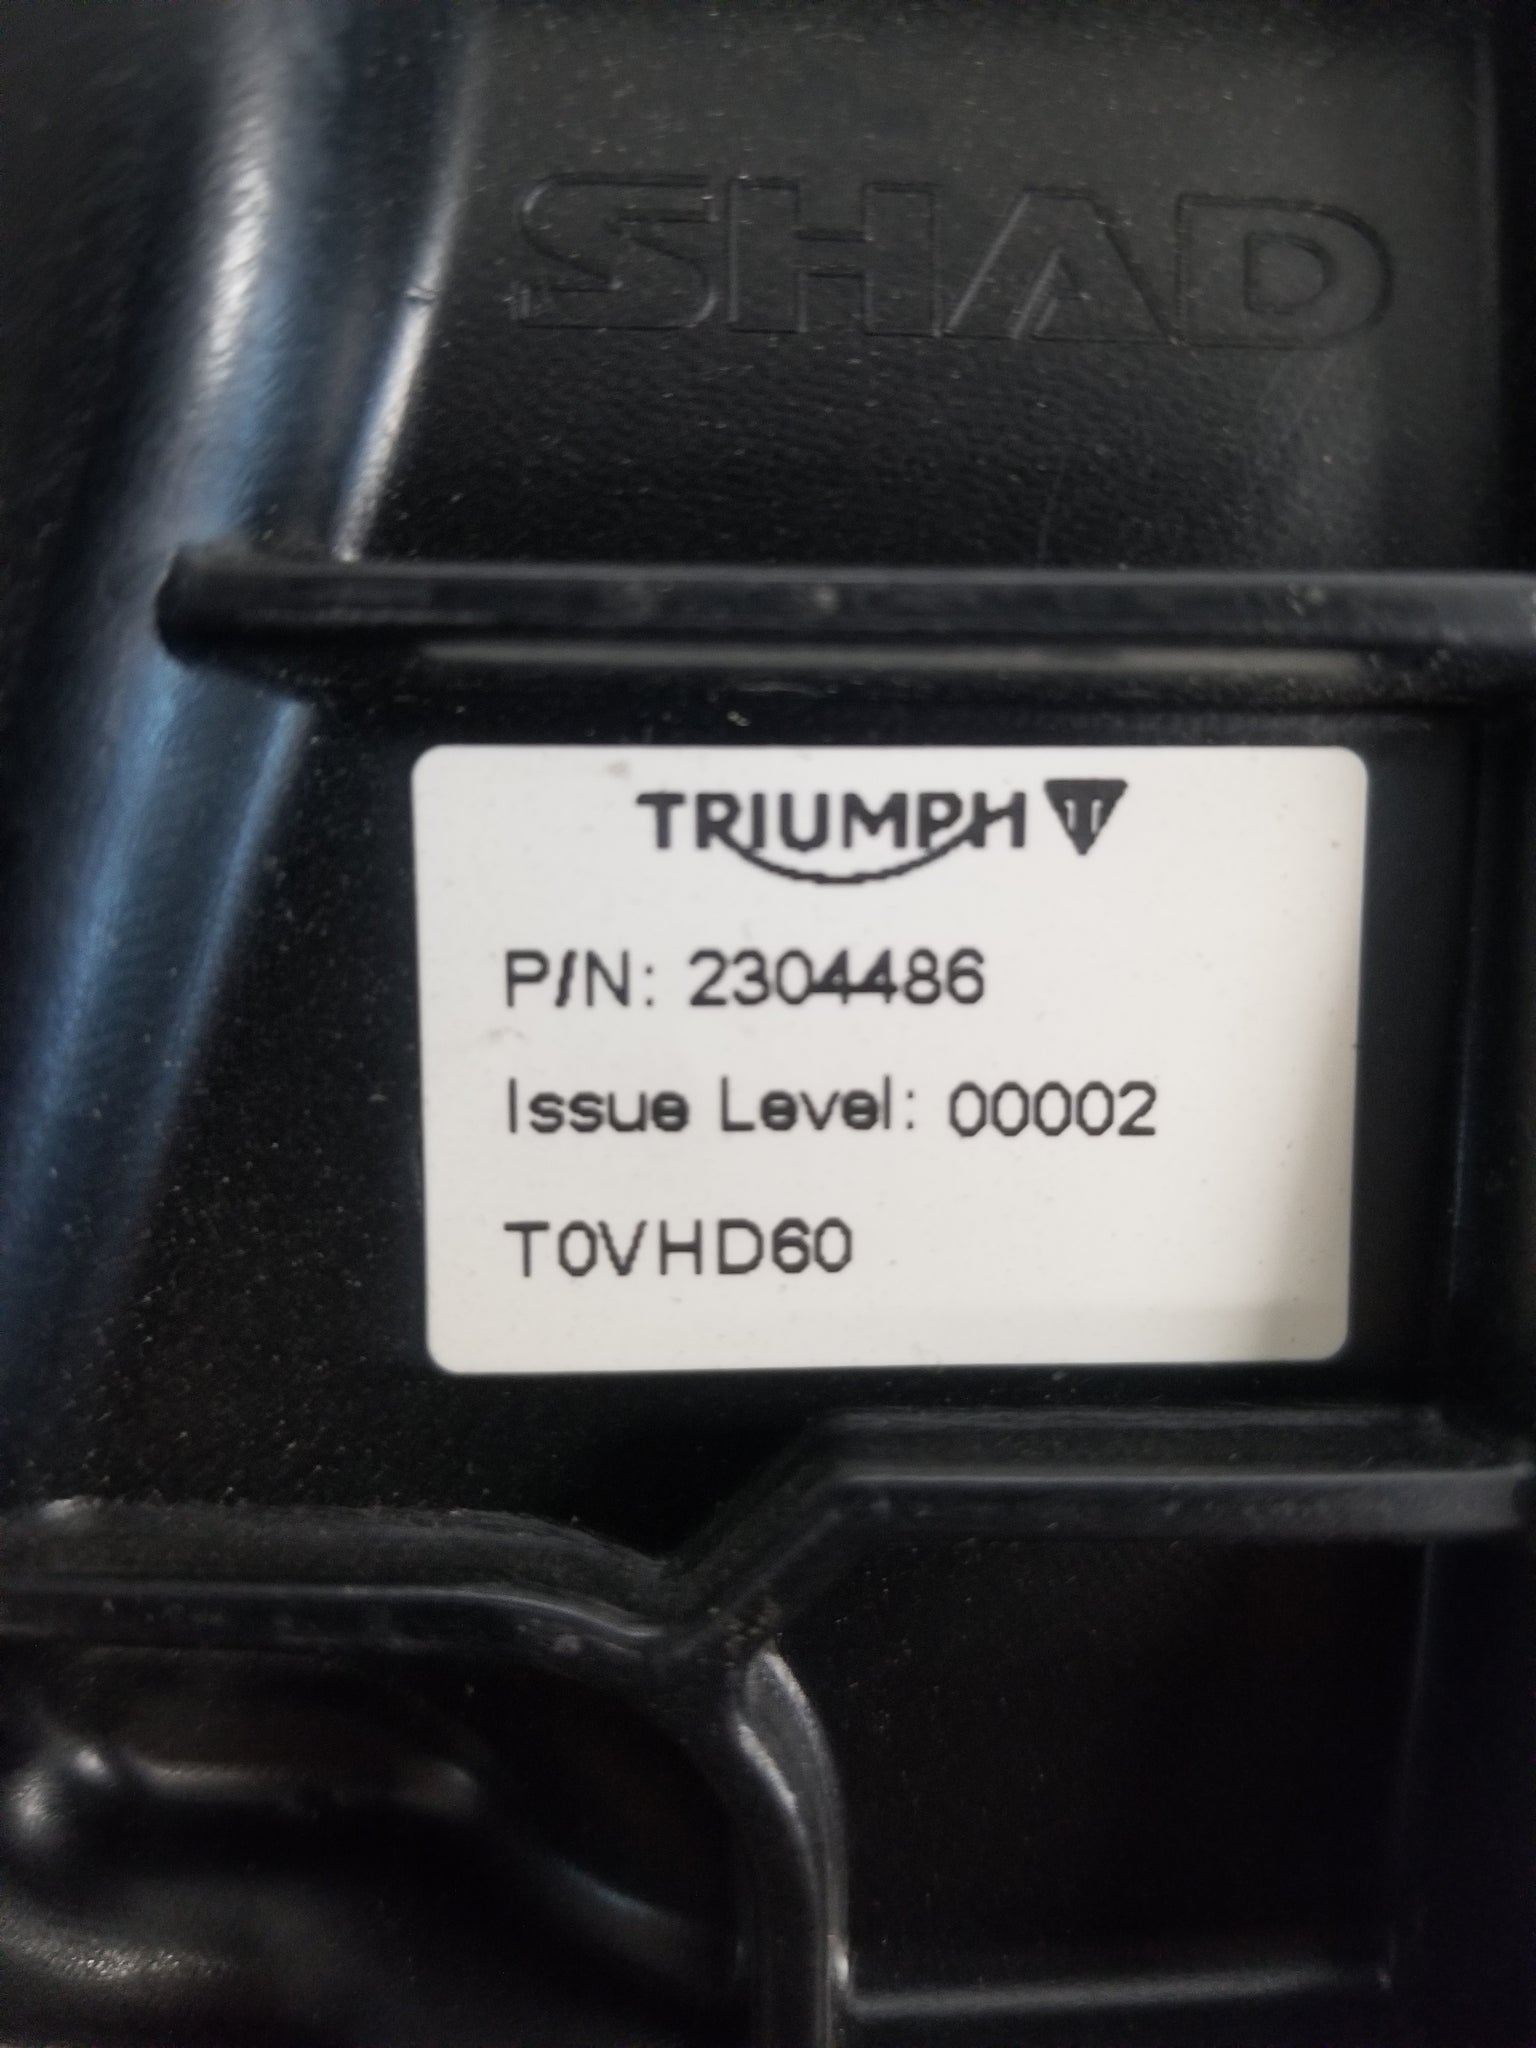 SHAD
TRIUMPH
P/N: 2304486
Issue Level: 00002
T0VHD60